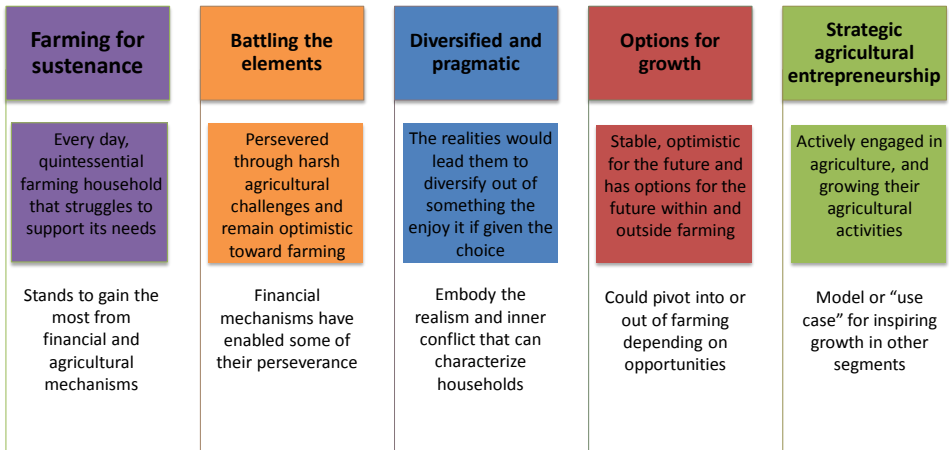 Farming for
sustenance
Battling the
elements
Diversified and
pragmatic
Options for
growth
Strategic
agricultural
entrepreneurship
Every day,
quintessential
farming household
that struggles to
support its needs
Persevered
through harsh
agricultural
challenges and
remain optimistic
toward farming
The realities would
lead them to
diversify out of
something the
enjoy it if given the
choice
Stable, optimistic
for the future and
has options for the
future within and
outside farming
Actively engaged in
agriculture, and
growing their
agricultural
activities
Stands to gain the
most from
financial and
agricultural
mechanisms
Financial
mechanisms have
enabled some of
their perseverance
Embody the
realism and inner
conflict that can
characterize
households
Could pivot into or
out of farming
depending on
opportunities
Model or “use
case” for inspiring
growth in other
segments